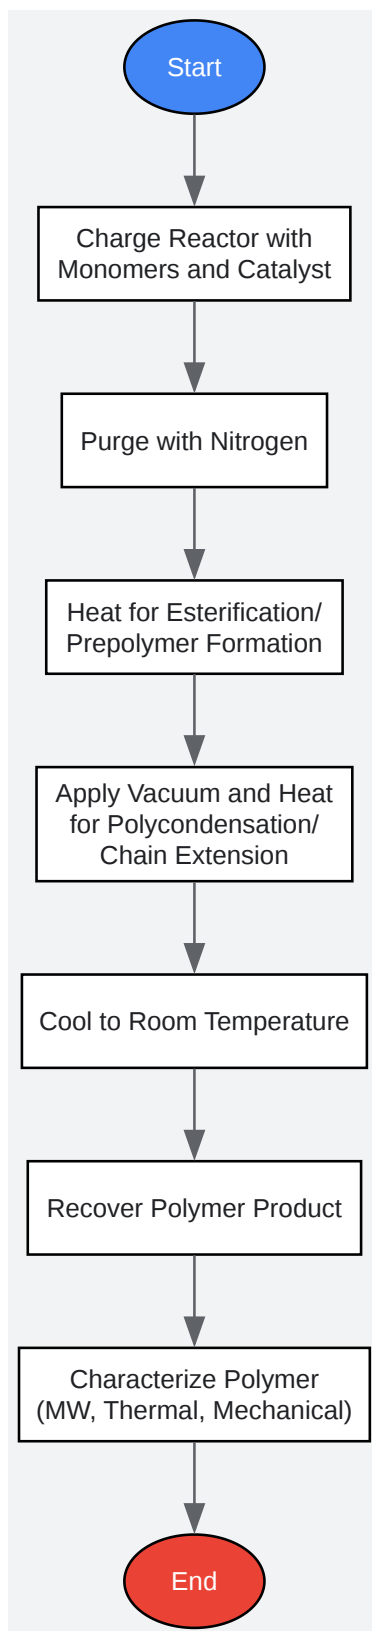 Start
Charge Reactor with
Monomers and Catalyst
Purge with Nitrogen
Heat for Esterification/
Prepolymer Formation
Apply Vacuum and Heat
for Polycondensation/
Chain Extension
Cool to Room Temperature
Recover Polymer Product
Characterize Polymer
(MW, Thermal, Mechanical)
End